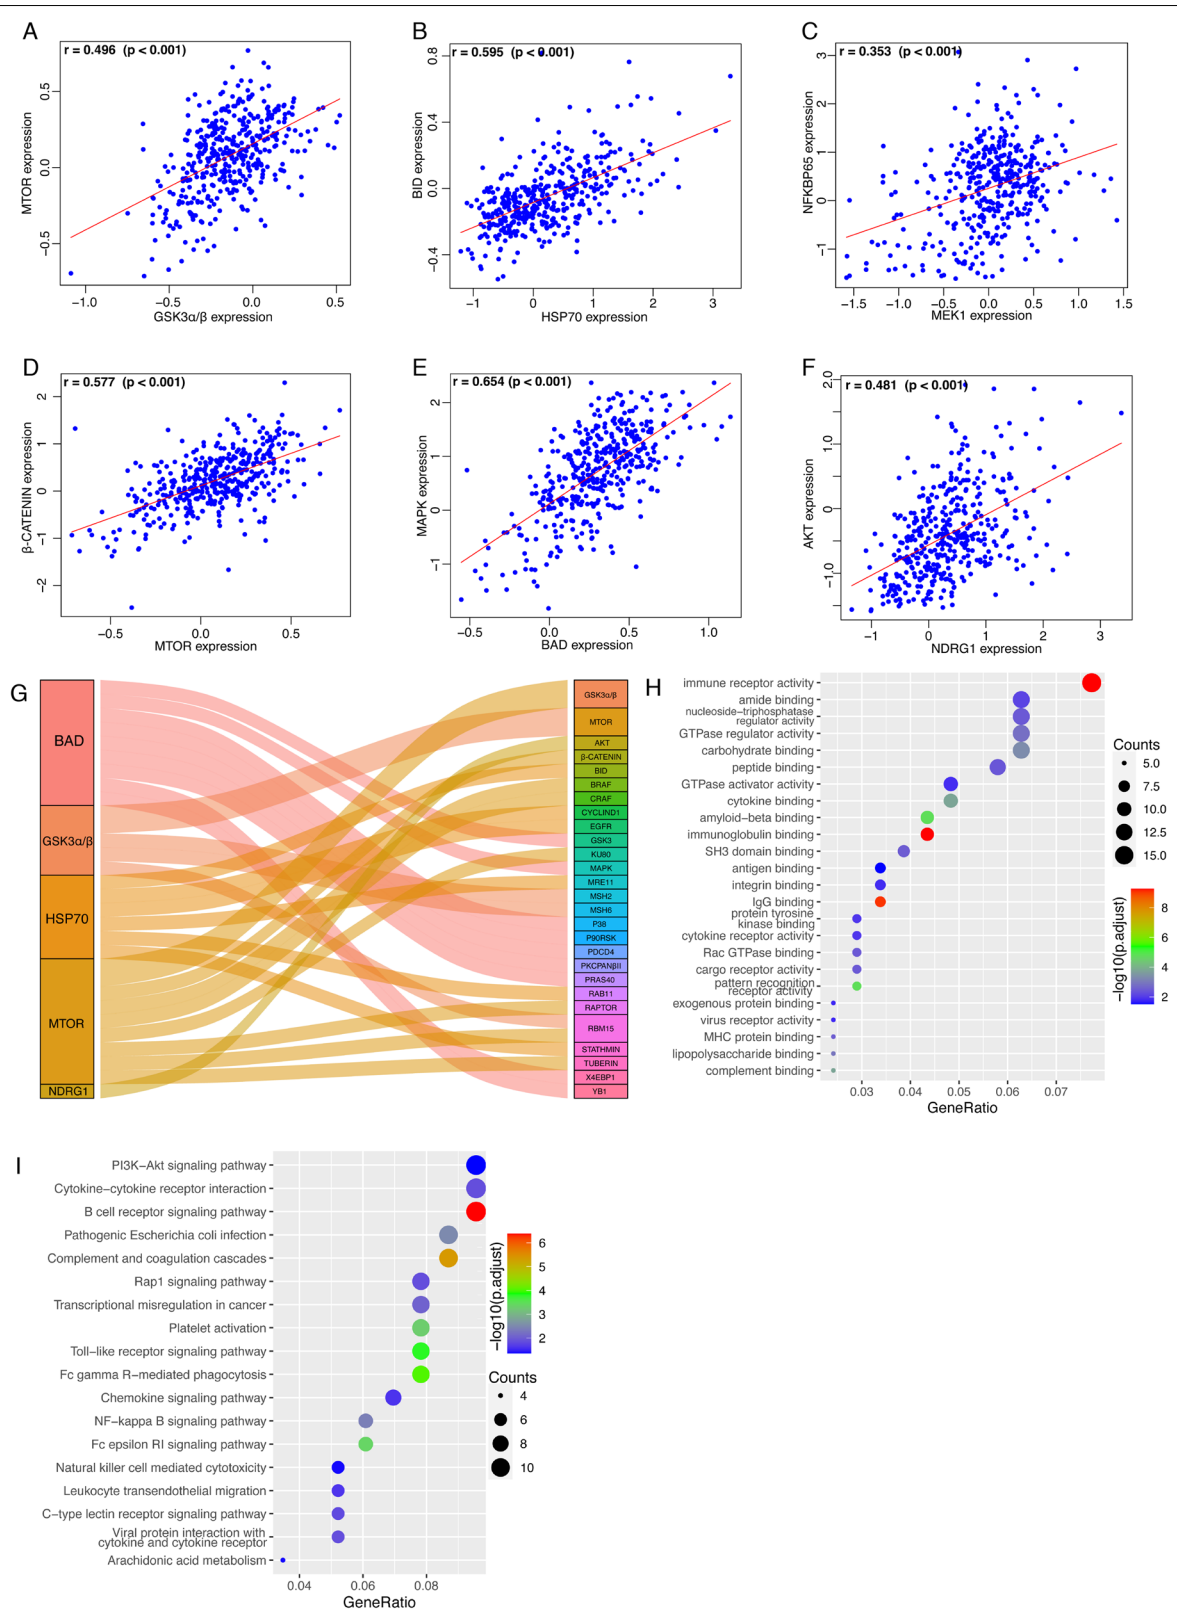 A
r = 0.496 (p < 0.001)
MTOR expression
0.5
0.0
−0.5
−1.0
−0.5
0.0
0.5
GSK3α/β expression
B
r = 0.595 (p < 0.001)
BID expression
0.8
0.4
0.0
−0.4
−1
0
1
2
3
HSP70 expression
C
r = 0.353 (p < 0.001)
NFKBP65 expression
3
2
1
0
−1
−1.5
−1.0
−0.5
0.0
0.5
1.0
1.5
MEK1 expression
D
r = 0.577 (p < 0.001)
β-CATENIN expression
2
1
0
−1
−2
−0.5
0.0
0.5
MTOR expression
E
r = 0.654 (p < 0.001)
MAPK expression
2
1
0
−1
−0.5
0.0
0.5
1.0
BAD expression
F
r = 0.481 (p < 0.001)
AKT expression
2.0
1.0
0
−1.0
−1
0
1
2
3
NDRG1 expression
G
BAD
GSK3α/β
HSP70
MTOR
NDRG1
GSK3α/β
MTOR
AKT
β-CATENIN
BID
BRAF
CRAF
CYCLIND1
EGFR
GSK3
KU80
MAPK
MRE11
MSH2
MSH6
P38
P90RSK
PDCD4
PKCPANβII
PRAS40
RAB11
RAPTOR
RBM15
STATHMIN
TUBERIN
X4EBP1
YB1
H
immune receptor activity
amide binding
nucleoside−triphosphatase
regulator activity
GTPase regulator activity
carbohydrate binding
peptide binding
GTPase activator activity
cytokine binding
amyloid−beta binding
immunoglobulin binding
SH3 domain binding
antigen binding
integrin binding
IgG binding
protein tyrosine
kinase binding
cytokine receptor activity
Rac GTPase binding
cargo receptor activity
pattern recognition
receptor activity
exogenous protein binding
virus receptor activity
MHC protein binding
lipopolysaccharide binding
complement binding
0.03
0.04
0.05
0.06
0.07
GeneRatio
Counts
5.0
7.5
10.0
12.5
15.0
−log10(p.adjust)
8
6
4
2
I
PI3K−Akt signaling pathway
Cytokine−cytokine receptor interaction
B cell receptor signaling pathway
Pathogenic Escherichia coli infection
Complement and coagulation cascades
Rap1 signaling pathway
Transcriptional misregulation in cancer
Platelet activation
Toll−like receptor signaling pathway
Fc gamma R−mediated phagocytosis
Chemokine signaling pathway
NF−kappa B signaling pathway
Fc epsilon RI signaling pathway
Natural killer cell mediated cytotoxicity
Leukocyte transendothelial migration
C−type lectin receptor signaling pathway
Viral protein interaction with
cytokine and cytokine receptor
Arachidonic acid metabolism
0.04
0.06
0.08
GeneRatio
−log10(p.adjust)
6
5
4
3
2
Counts
4
6
8
10